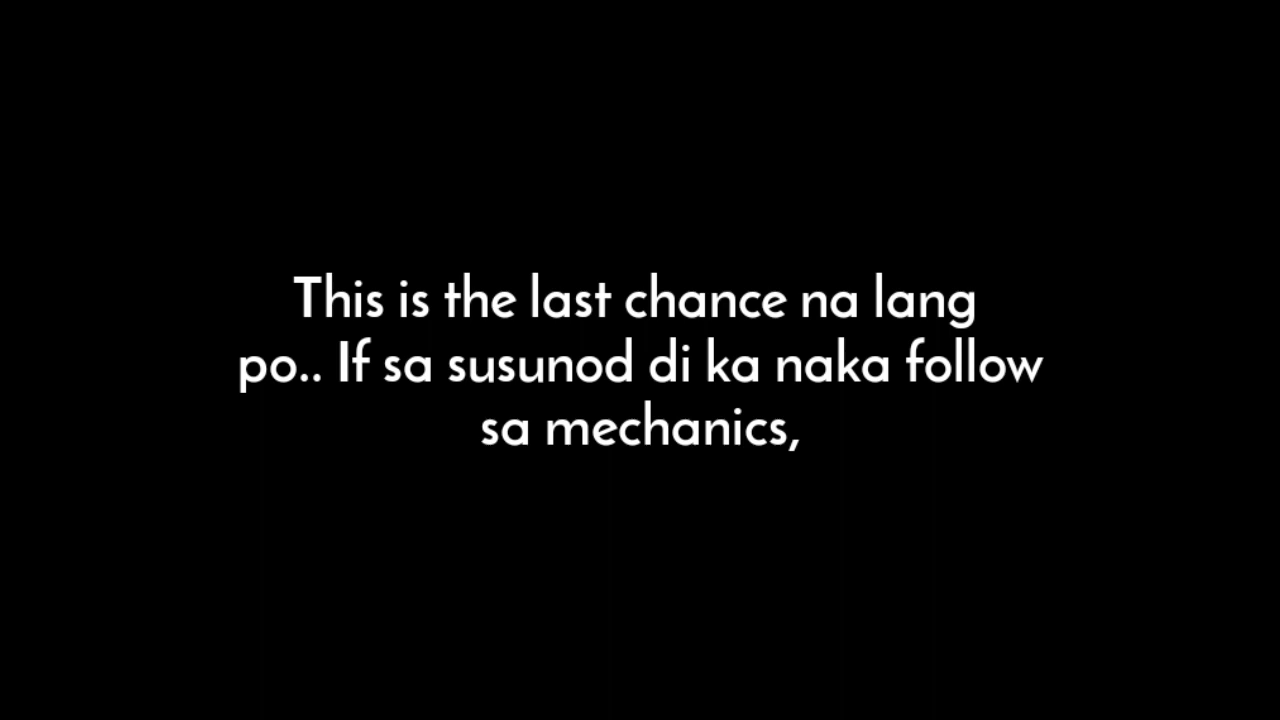 This is the last chance na lang
po.. If sa susunod di ka naka follow
sa mechanics,